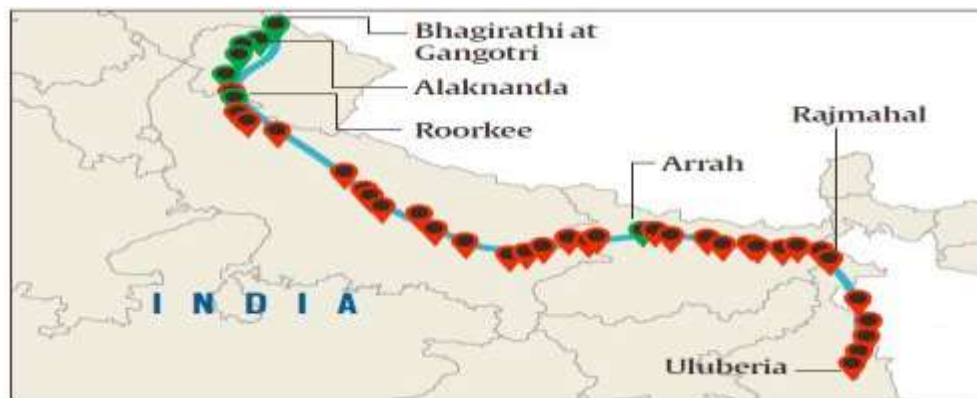 Bhagirathi at
Gangotri
Alaknanda
Roorkee
Rajmahal
Arrah
INDIA
Uluberia